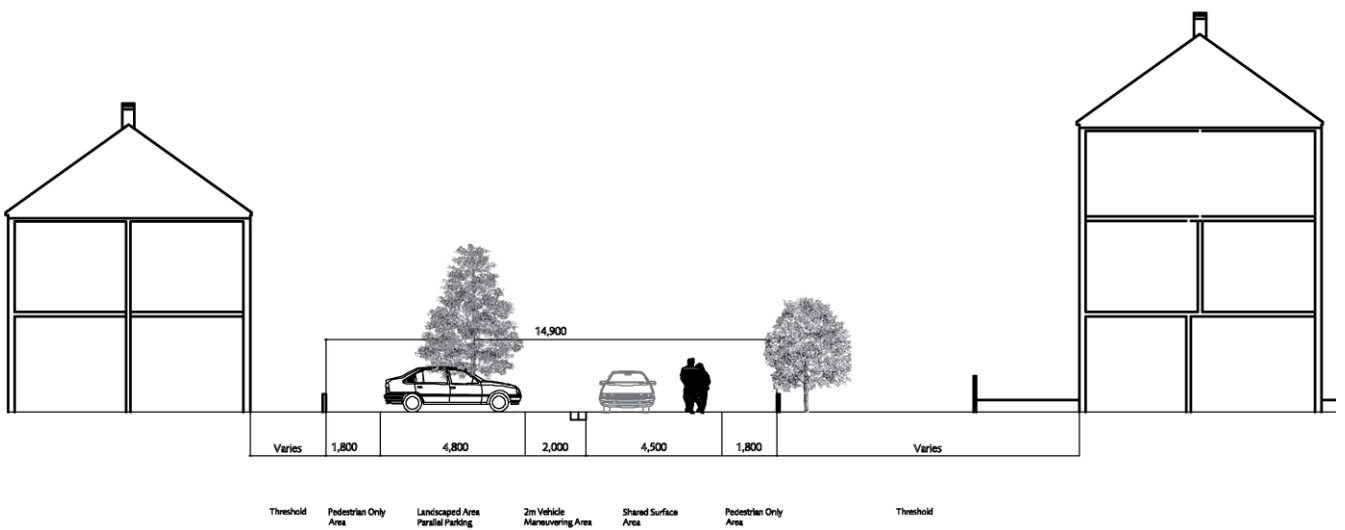 14,900
Varies
1,800
4,800
2,000
4,500
1,800
Varies
Threshold
Pedestrian Only
Area
Landscaped Area
Parallel Parking
2m Vehicle
Maneuvering Area
Shared Surface
Area
Pedestrian Only
Area
Threshold